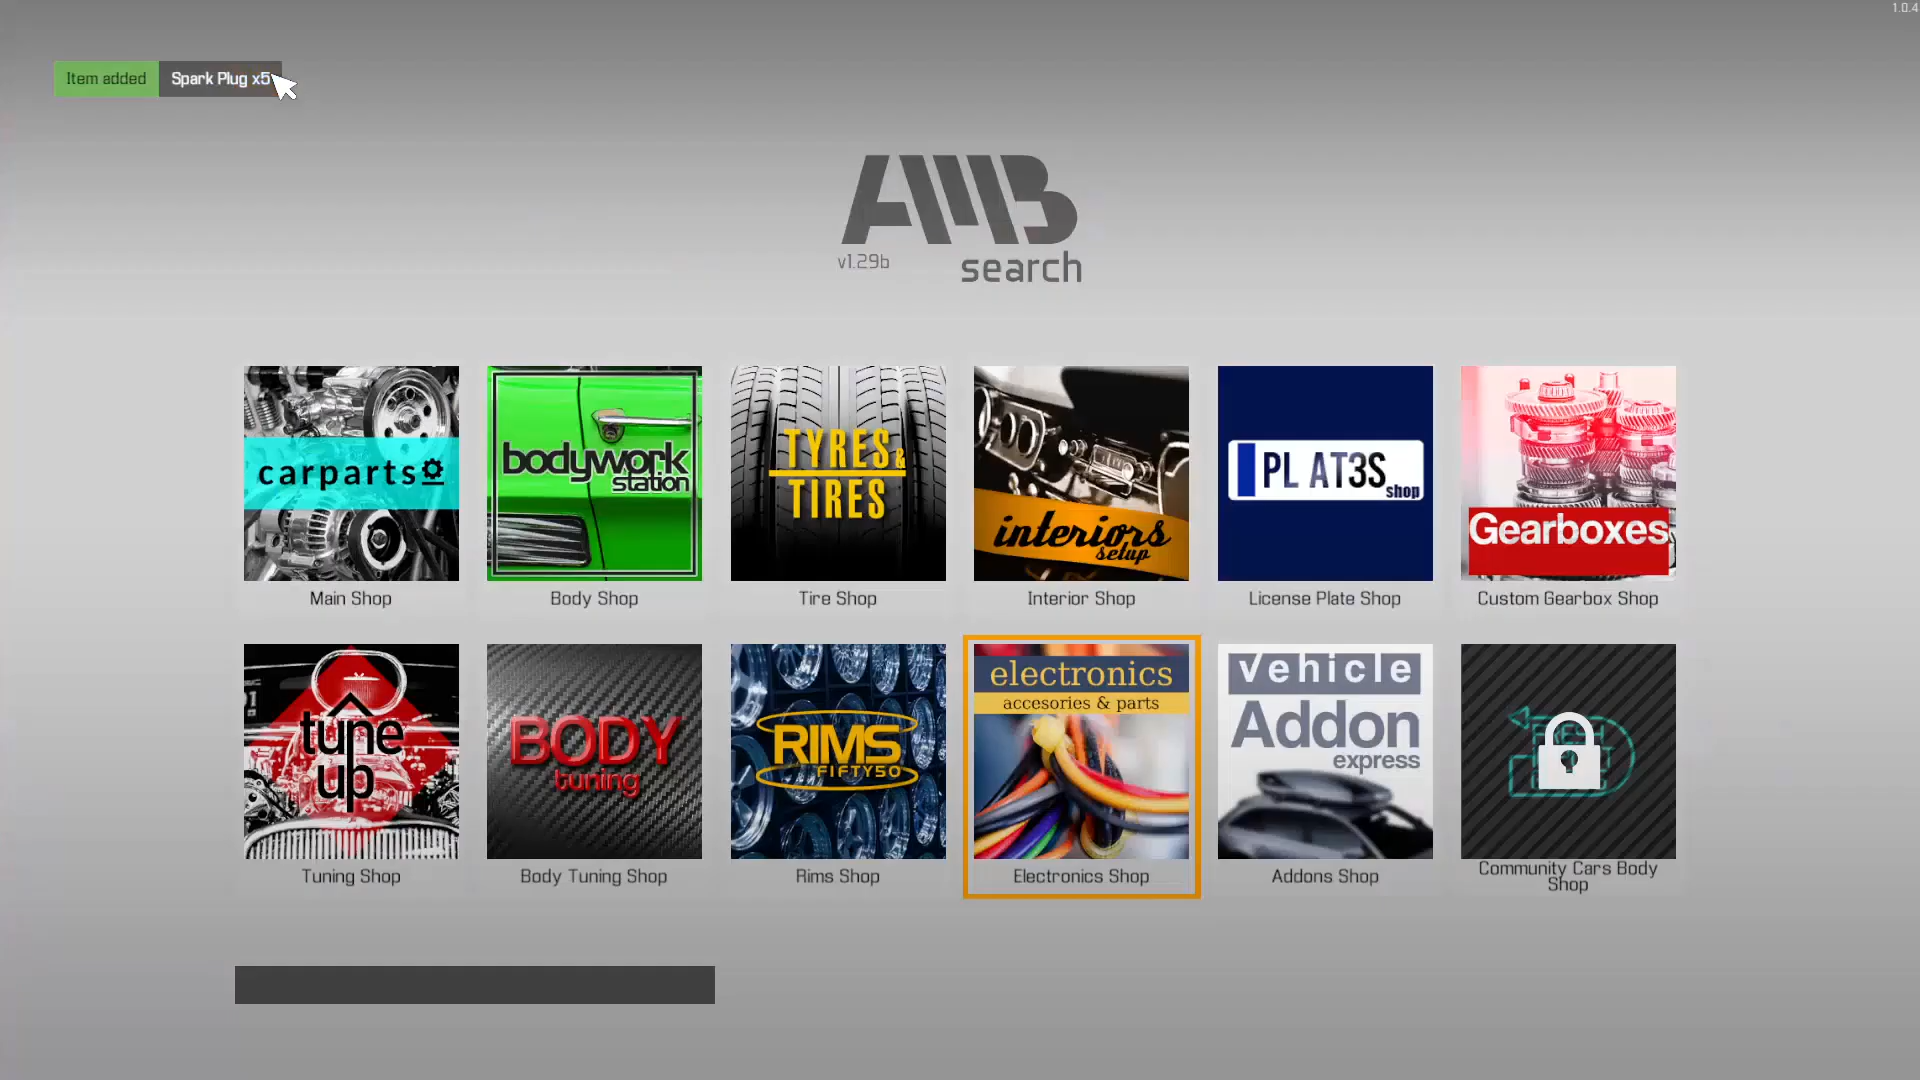 1.0.4
Item added Spark Plug x5
AMB
v1.29b search
carparts
bodywork
station
TYRES &
TIRES
interiors
setup
PL AT3S
shop
Gearboxes
Main Shop
Body Shop
Tire Shop
Interior Shop
License Plate Shop
Custom Gearbox Shop
tune
up
BODY
tuning
RIMS
FIFTY50
electronics
accesories & parts
vehicle
Addon
express
Tuning Shop
Body Tuning Shop
Rims Shop
Electronics Shop
Addons Shop
Community Cars Body
Shop